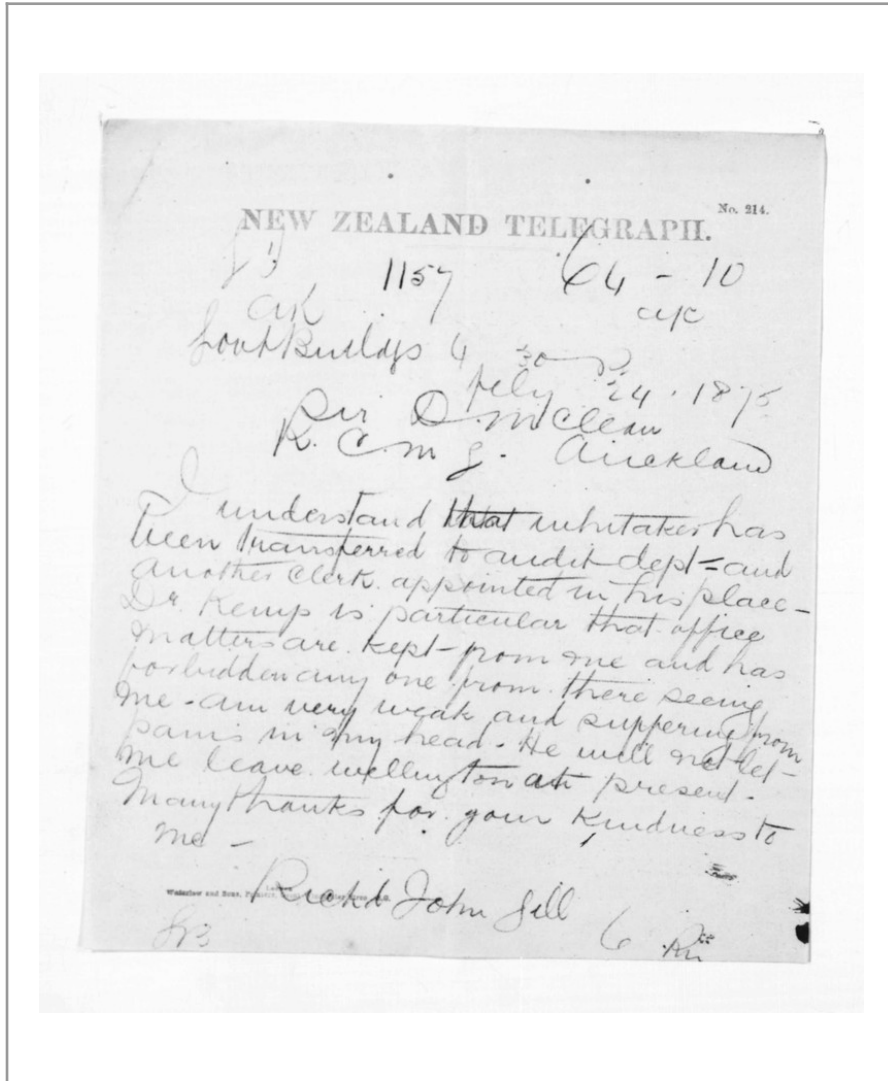 No. 214.
NEW ZEALAND TELEGRAPH.
1157 64 - 10
ak
Govt Buildgs 4 30
July 24. 1875
Sir D. McClean
K. C. M G. Auckland
I understand that whitaker has
been transferred to audit dept = and
another clerk appointed in his place -
Dr. Kemp is particular that office
matters are kept from me and has
forbidden any one from there seeing
me - am very weak and suffering from
pains in my head - He will not let
me leave wellington at present.
Many thanks for your kindness to
me -
Waterlow and Sons,
Richd John Gill
6